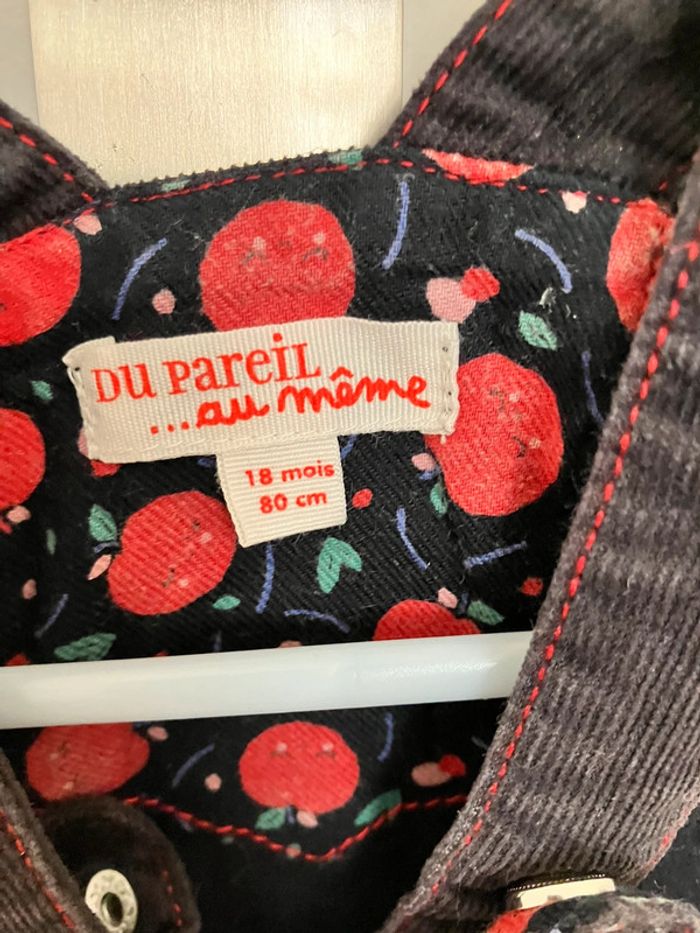 DU PAREIL
...au même
18 mois
80 cm